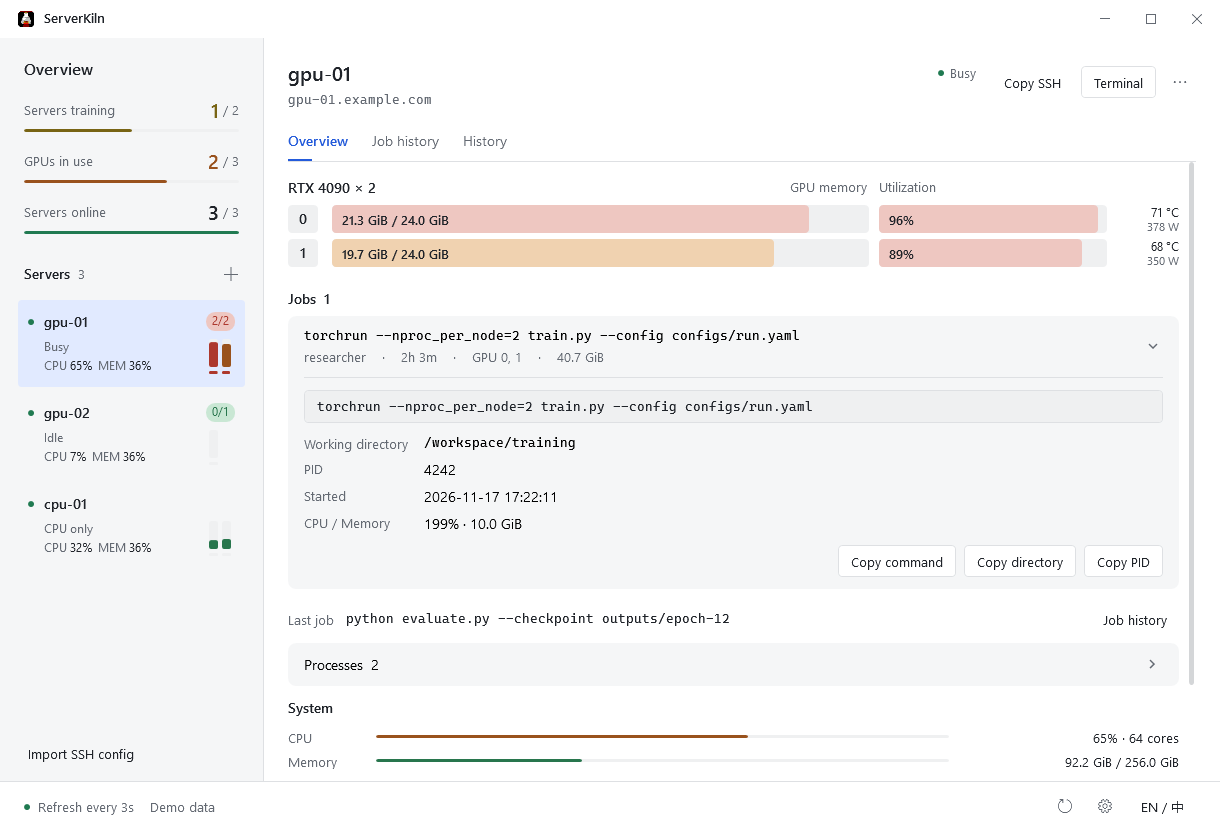 ServerKiln
Overview
Servers training 1 / 2
GPUs in use 2 / 3
Servers online 3 / 3
Servers 3
gpu-01 2/2
Busy
CPU 65% MEM 36%
gpu-02 0/1
Idle
CPU 7% MEM 36%
cpu-01
CPU only
CPU 32% MEM 36%
Import SSH config
gpu-01
gpu-01.example.com
Busy
Copy SSH
Terminal
Overview Job history History
RTX 4090 × 2 GPU memory Utilization
0 21.3 GiB / 24.0 GiB 96% 71 °C
378 W
1 19.7 GiB / 24.0 GiB 89% 68 °C
350 W
Jobs 1
torchrun --nproc_per_node=2 train.py --config configs/run.yaml
researcher · 2h 3m · GPU 0, 1 · 40.7 GiB
torchrun --nproc_per_node=2 train.py --config configs/run.yaml
Working directory /workspace/training
PID 4242
Started 2026-11-17 17:22:11
CPU / Memory 199% · 10.0 GiB
Copy command Copy directory Copy PID
Last job python evaluate.py --checkpoint outputs/epoch-12 Job history
Processes 2
System
CPU 65% · 64 cores
Memory 92.2 GiB / 256.0 GiB
Refresh every 3s Demo data EN / 中